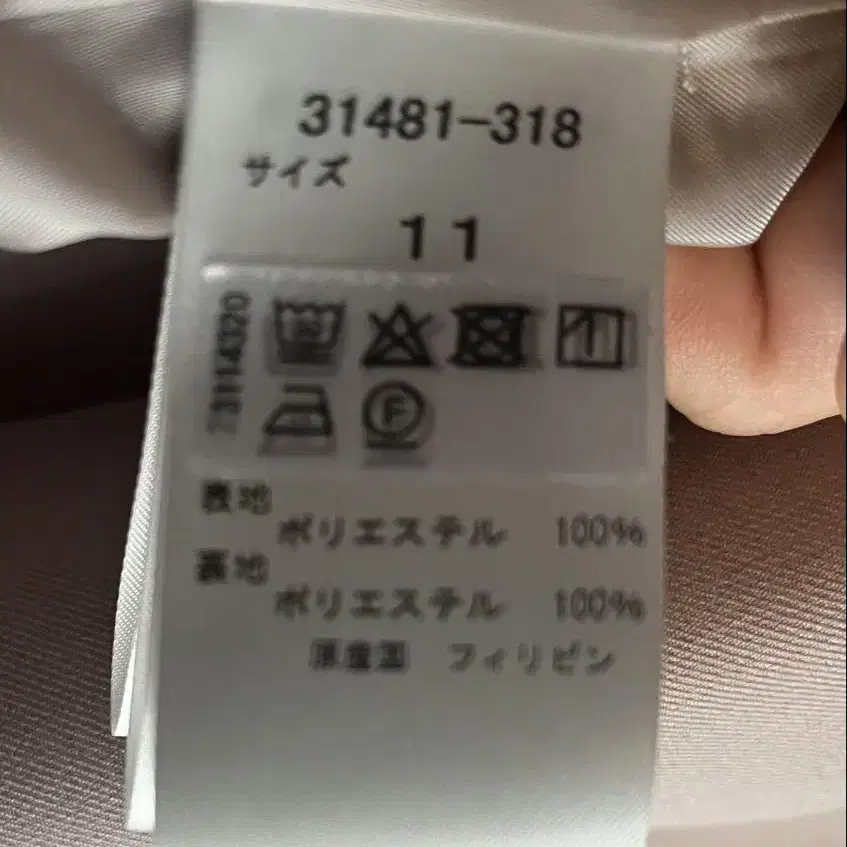 31481-318
サイズ
11
73114320
F
表地
ポリエステル 100%
裏地
ポリエステル 100%
原産国 フィリピン